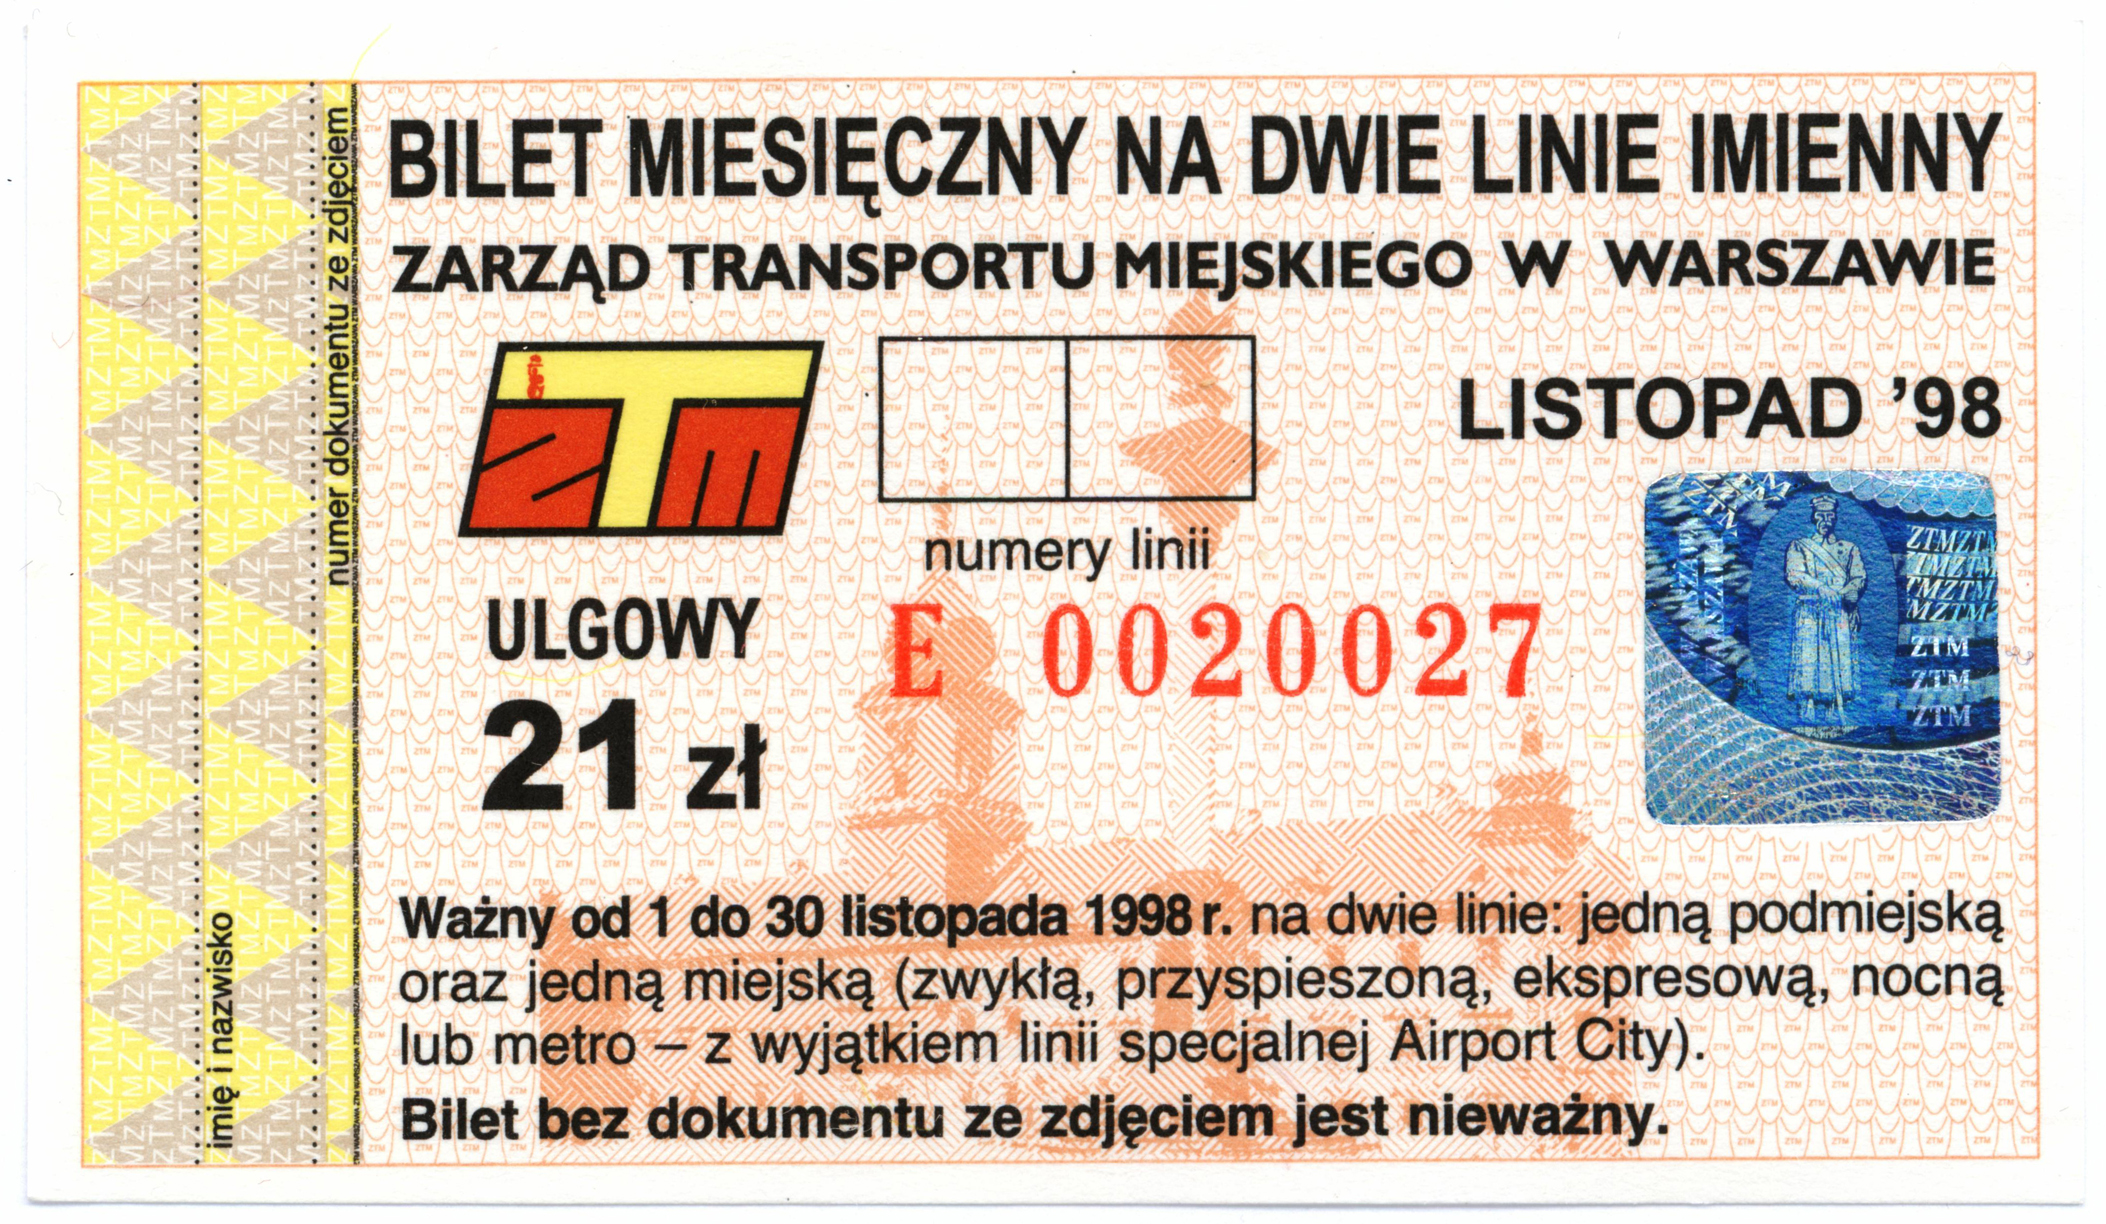 BILET MIESIĘCZNY NA DWIE LINIE IMIENNY
ZARZĄD TRANSPORTU MIEJSKIEGO W WARSZAWIE
ZTM
LISTOPAD ’98
numery linii
ULGOWY
E 0020027
21 zł
ZTM
ZTM
ZTM
Ważny od 1 do 30 listopada 1998 r. na dwie linie: jedną podmiejską
oraz jedną miejską (zwykłą, przyspieszoną, ekspresową, nocną
lub metro – z wyjątkiem linii specjalnej Airport City).
Bilet bez dokumentu ze zdjęciem jest nieważny.
imię i nazwisko
numer dokumentu ze zdjęciem